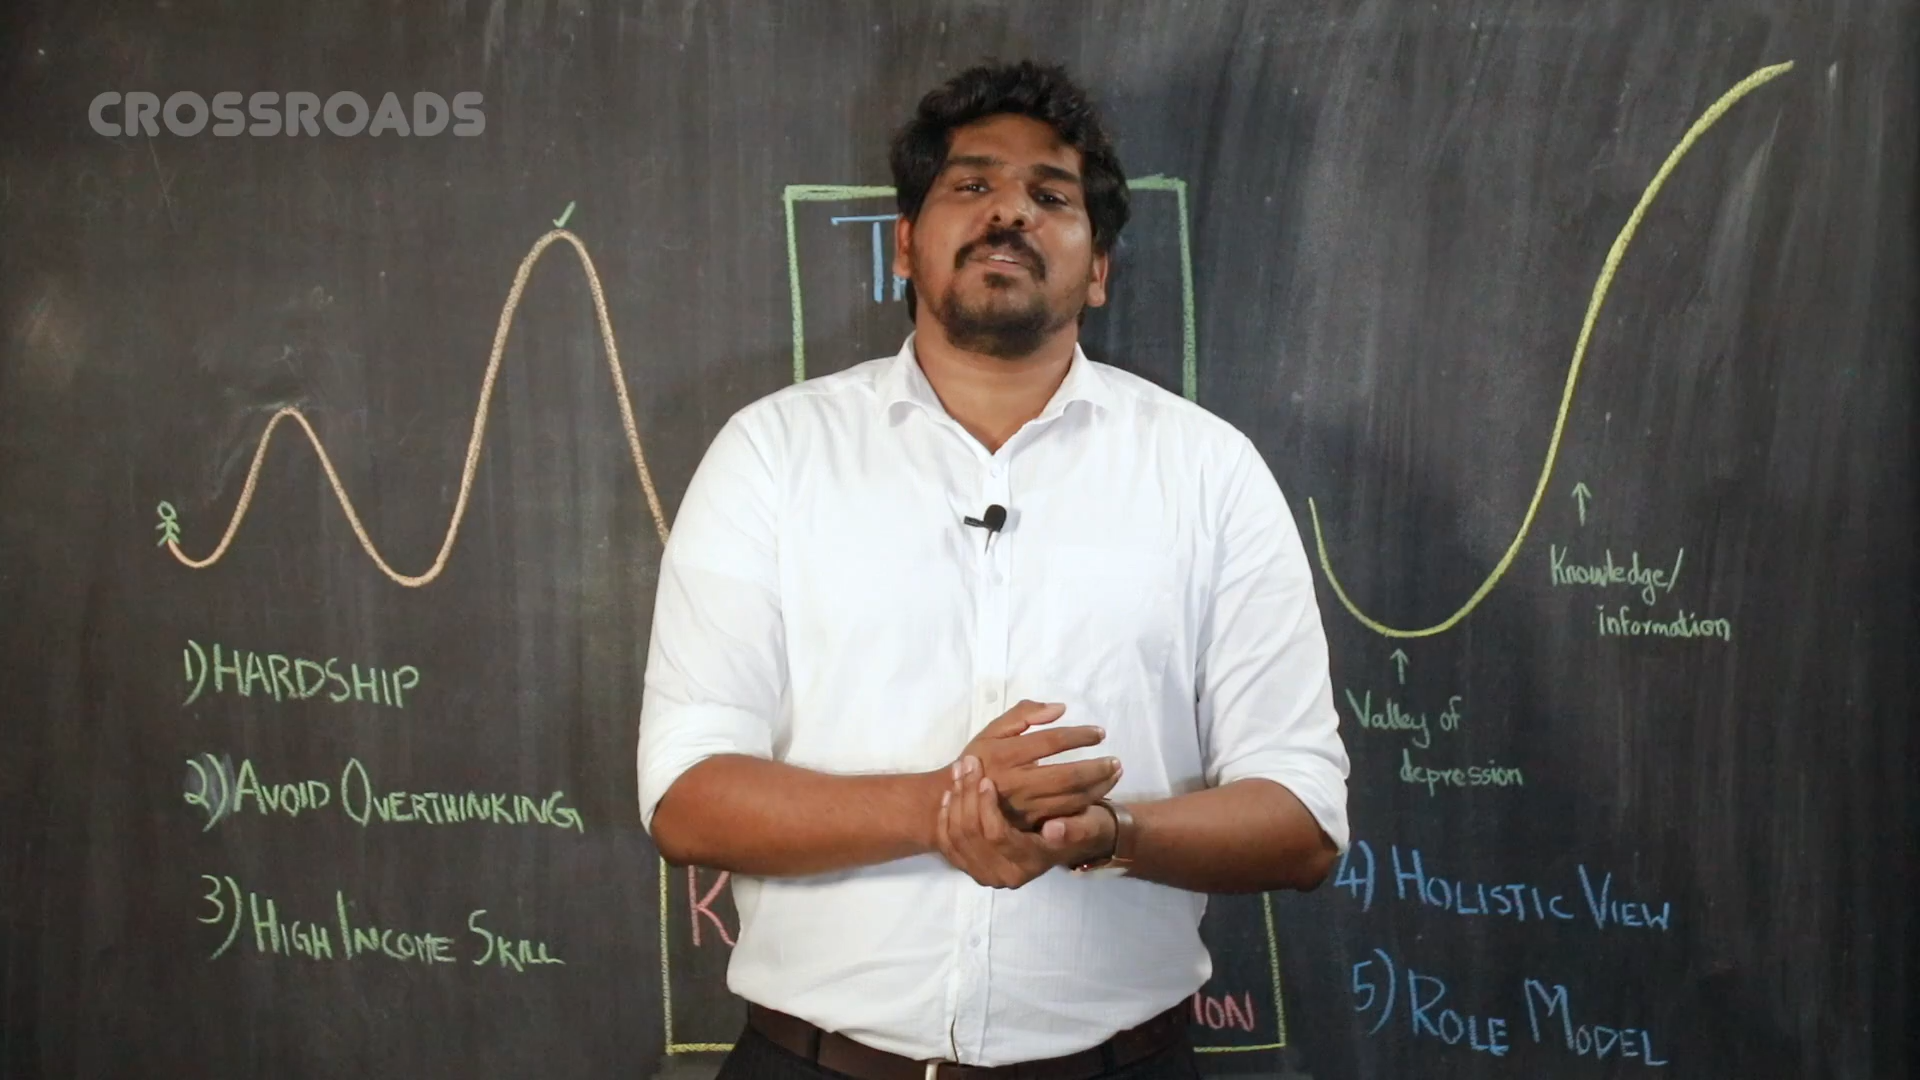 CROSSROADS
1) HARDSHIP
2) AVOID OVERTHINKING
3) HIGH INCOME SKILL
Knowledge/
information
Valley of
depression
4) HOLISTIC VIEW
5) ROLE MODEL